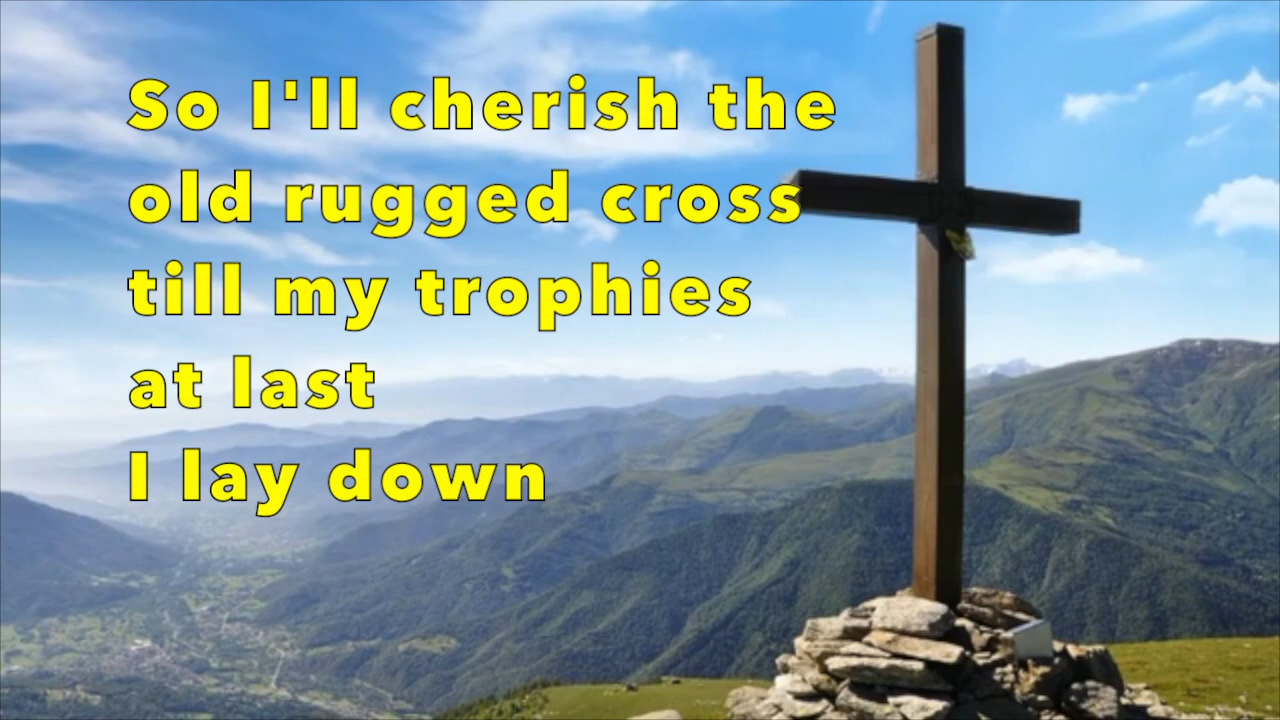 So I'll cherish the
old rugged cross
till my trophies
at last
I lay down